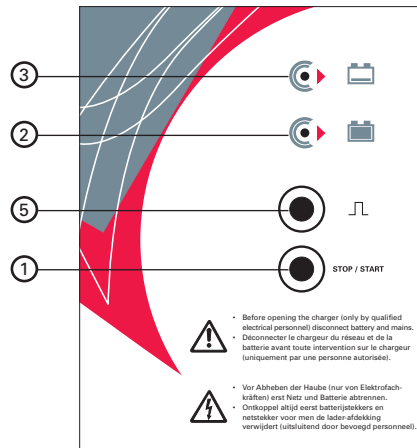 3
2
5
1
STOP / START
• Before opening the charger (only by qualified
electrical personnel) disconnect battery and mains.
• Déconnecter le chargeur du réseau et de la
batterie avant toute intervention sur le chargeur
(uniquement par une personne autorisée).
• Vor Abheben der Haube (nur von Elektrofach-
kräften) erst Netz und Batterie abtrennen.
• Ontkoppel altijd eerst batterijstekkers en
netstekker voor men de lader-afdekking
verwijdert (uitsluitend door bevoegd personeel).